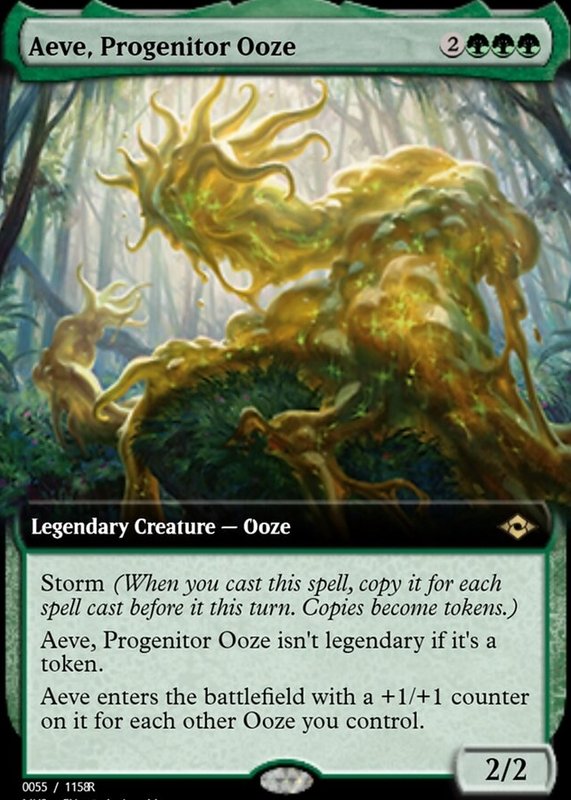 Aeve, Progenitor Ooze 2
Legendary Creature — Ooze
Storm (When you cast this spell, copy it for each
spell cast before it this turn. Copies become tokens.)
Aeve, Progenitor Ooze isn't legendary if it's a
token.
Aeve enters the battlefield with a +1/+1 counter
on it for each other Ooze you control.
2/2
0055 / 1158R